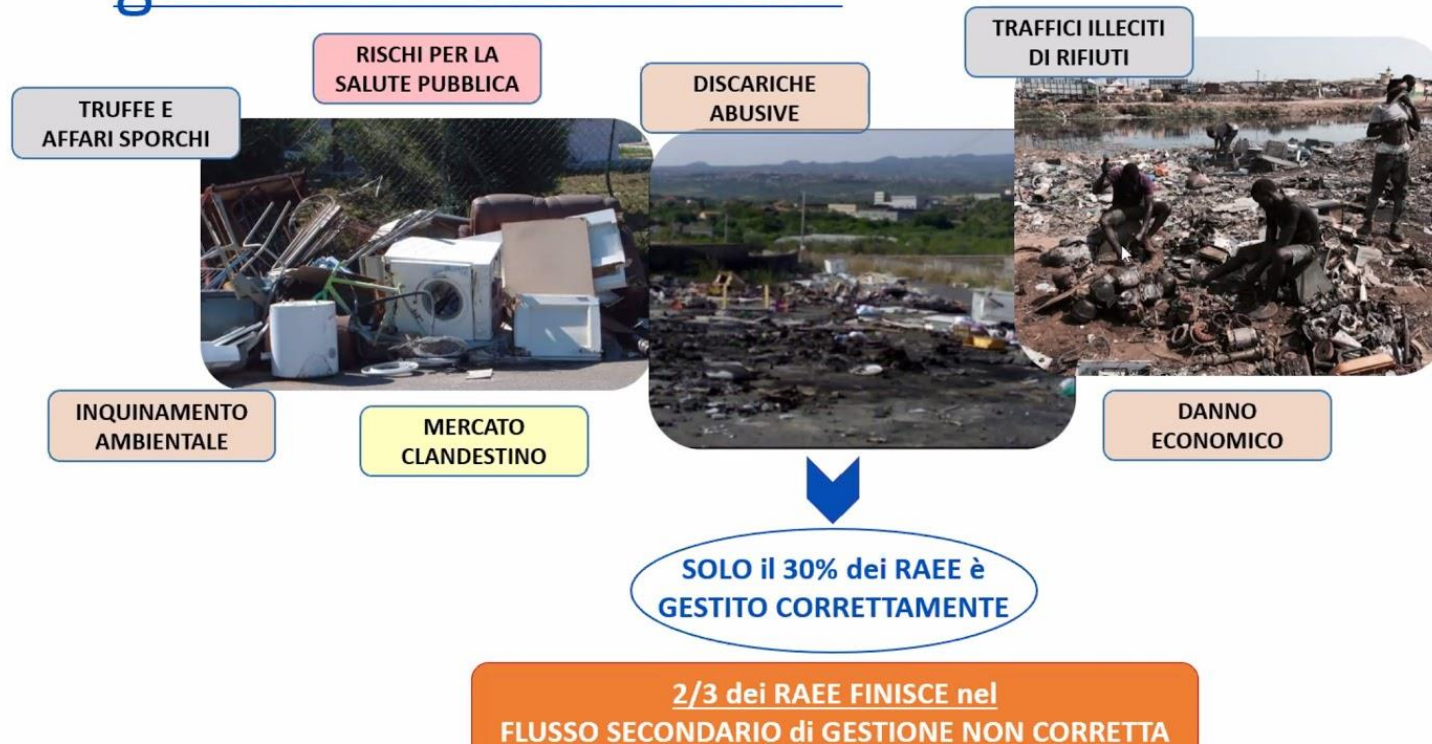 TRAFFICI ILLECITI
DI RIFIUTI
RISCHI PER LA
SALUTE PUBBLICA
DISCARICHE
ABUSIVE
TRUFFE E
AFFARI SPORCHI
INQUINAMENTO
AMBIENTALE
MERCATO
CLANDESTINO
DANNO
ECONOMICO
SOLO il 30% dei RAEE è
GESTITO CORRETTAMENTE
2/3 dei RAEE FINISCE nel
FLUSSO SECONDARIO di GESTIONE NON CORRETTA